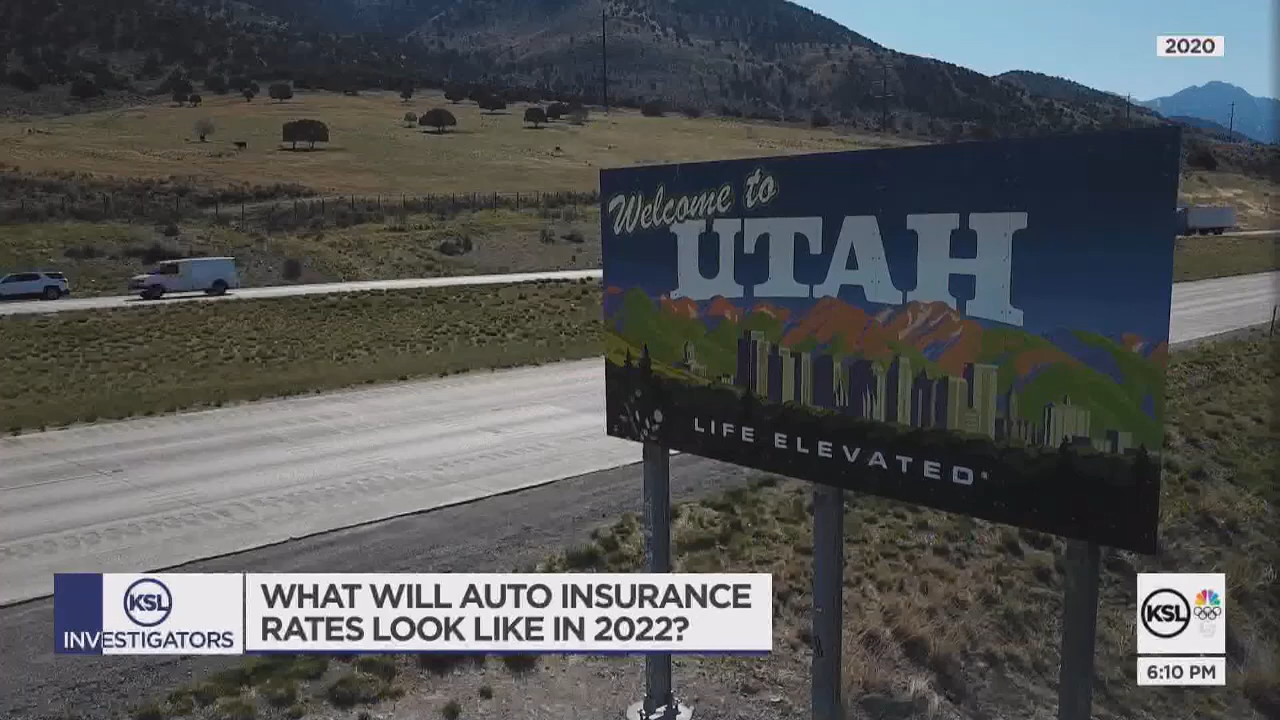 2020
Welcome to
UTAH
LIFE ELEVATED®
KSL
INVESTIGATORS
WHAT WILL AUTO INSURANCE
RATES LOOK LIKE IN 2022?
KSL
6:10 PM